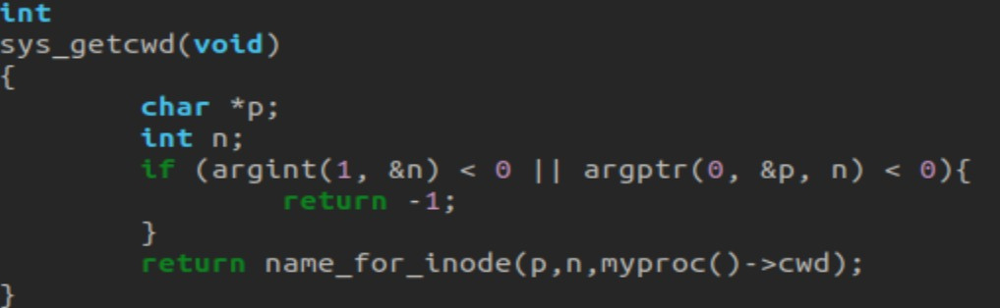 int
sys_getcwd(void)
{
        char *p;
        int n;
        if (argint(1, &n) < 0 || argptr(0, &p, n) < 0){
                return -1;
        }
        return name_for_inode(p,n,myproc()->cwd);
}